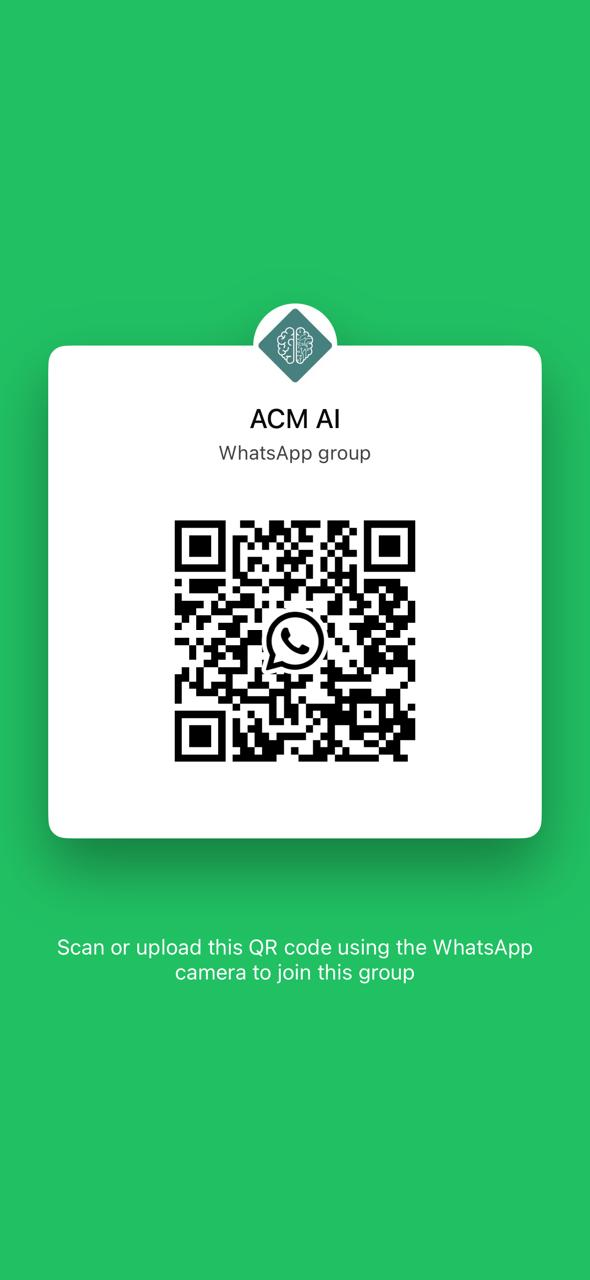 ACM AI
WhatsApp group
Scan or upload this QR code using the WhatsApp
camera to join this group